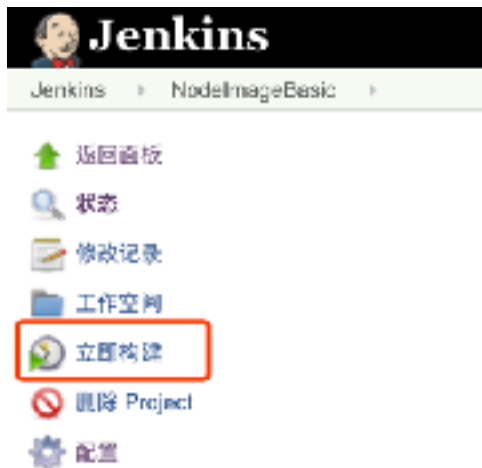 Jenkins
Jenkins NodeImageBasic
返回面板
状态
修改记录
工作空间
立即构建
删除 Project
配置